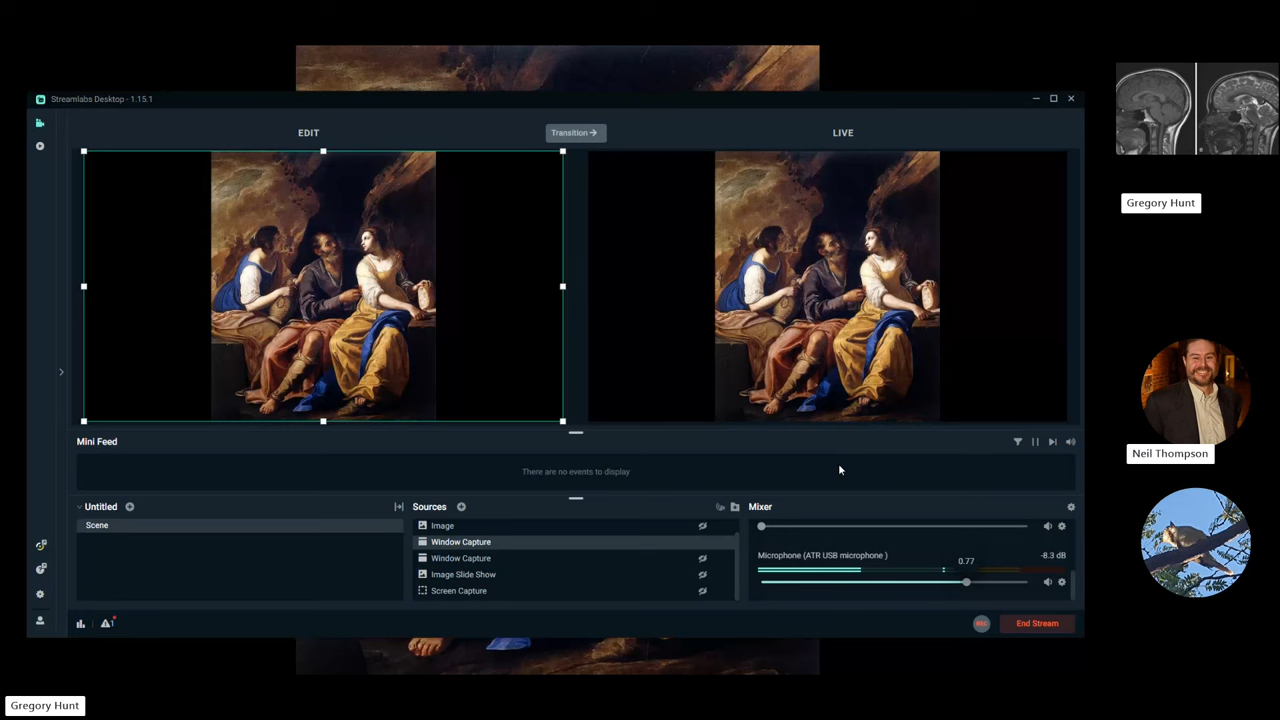 Streamlabs Desktop - 1.15.1
EDIT
Transition
LIVE
Gregory Hunt
Mini Feed
Neil Thompson
There are no events to display
Untitled
Sources
Mixer
Scene
Image
Window Capture
Window Capture
Image Slide Show
Screen Capture
Microphone (ATR USB microphone )
-8.3 dB
0.77
1
REC
End Stream
Gregory Hunt